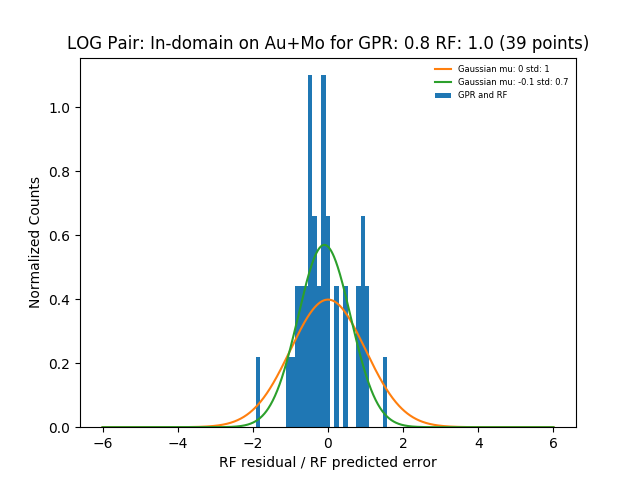 LOG Pair: In-domain on Au+Mo for GPR: 0.8 RF: 1.0 (39 points)
Gaussian mu: 0 std: 1
Gaussian mu: -0.1 std: 0.7
GPR and RF
Normalized Counts
1.0
0.8
0.6
0.4
0.2
0.0
−6 −4 −2 0 2 4 6
RF residual / RF predicted error